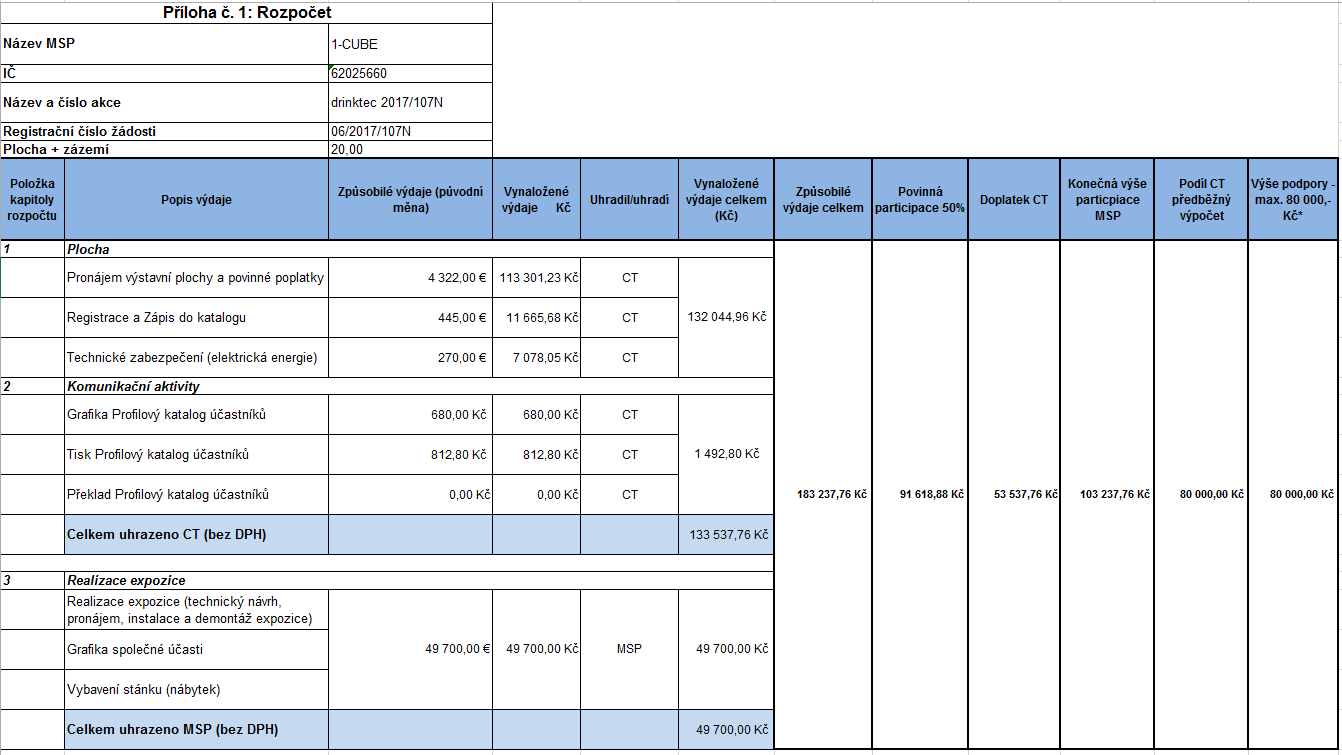 Příloha č. 1: Rozpočet
Název MSP 1-CUBE
IČ 62025660
Název a číslo akce drinktec 2017/107N
Registrační číslo žádosti 06/2017/107N
Plocha + zázemí 20,00
Položka kapitoly rozpočtu Popis výdaje Způsobilé výdaje (původní měna) Vynaložené výdaje Kč Uhradil/uhradí Vynaložené výdaje celkem (Kč) Způsobilé výdaje celkem Povinná participace 50% Doplatek CT Konečná výše particpiace MSP Podíl CT předběžný výpočet Výše podpory - max. 80 000,- Kč*
1 Plocha
Pronájem výstavní plochy a povinné poplatky 4 322,00 € 113 301,23 Kč CT
Registrace a Zápis do katalogu 445,00 € 11 665,68 Kč CT 132 044,96 Kč
Technické zabezpečení (elektrická energie) 270,00 € 7 078,05 Kč CT
2 Komunikační aktivity
Grafika Profilový katalog účastníků 680,00 Kč 680,00 Kč CT
Tisk Profilový katalog účastníků 812,80 Kč 812,80 Kč CT 1 492,80 Kč
Překlad Profilový katalog účastníků 0,00 Kč 0,00 Kč CT
183 237,76 Kč 91 618,88 Kč 53 537,76 Kč 103 237,76 Kč 80 000,00 Kč 80 000,00 Kč
Celkem uhrazeno CT (bez DPH) 133 537,76 Kč
3 Realizace expozice
Realizace expozice (technický návrh,
pronájem, instalace a demontáž expozice)
Grafika společné účasti 49 700,00 € 49 700,00 Kč MSP 49 700,00 Kč
Vybavení stánku (nábytek)
Celkem uhrazeno MSP (bez DPH) 49 700,00 Kč